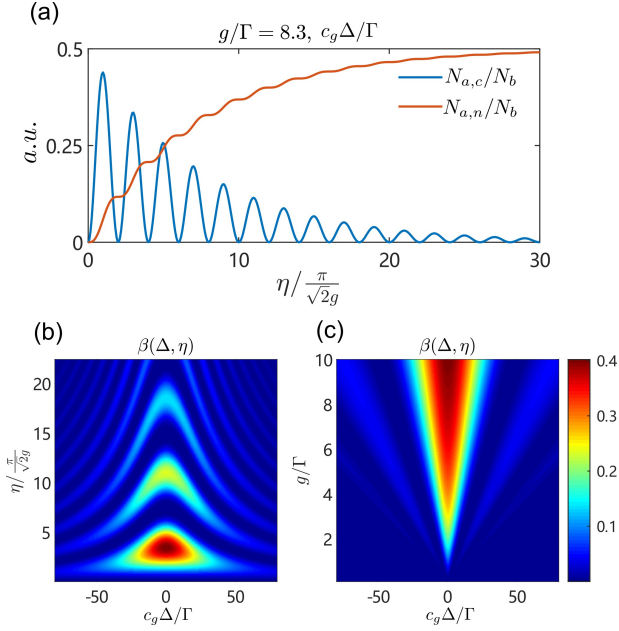 (a)
g/Γ = 8.3, c_gΔ/Γ
0.5
0.25
0
a.u.
N_{a,c}/N_b
N_{a,n}/N_b
0 10 20 30
η/ π/√2g
(b) (c)
β(Δ, η) β(Δ, η)
20
15
10
5
η/ π/√2g
-50 0 50
c_gΔ/Γ
10
8
6
4
2
g/Γ
-50 0 50
c_gΔ/Γ
0.4
0.3
0.2
0.1